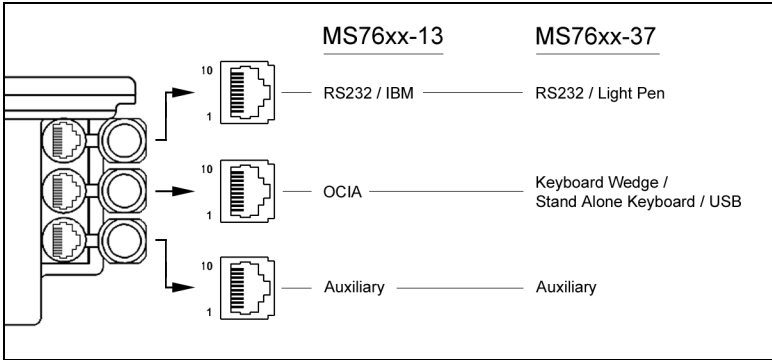 MS76xx-13 MS76xx-37
10
1
RS232 / IBM RS232 / Light Pen
10
1
OCIA Keyboard Wedge /
Stand Alone Keyboard / USB
10
1
Auxiliary Auxiliary